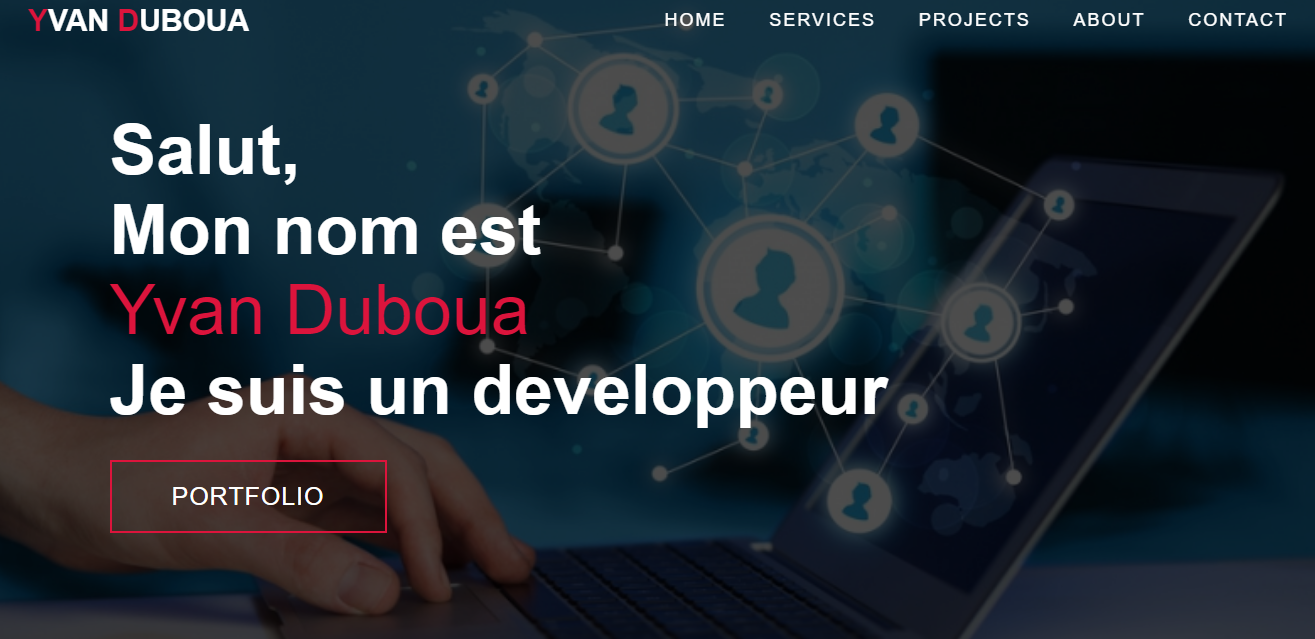 YVAN DUBOUA
HOME SERVICES PROJECTS ABOUT CONTACT
Salut,
Mon nom est
Yvan Duboua
Je suis un developpeur
PORTFOLIO